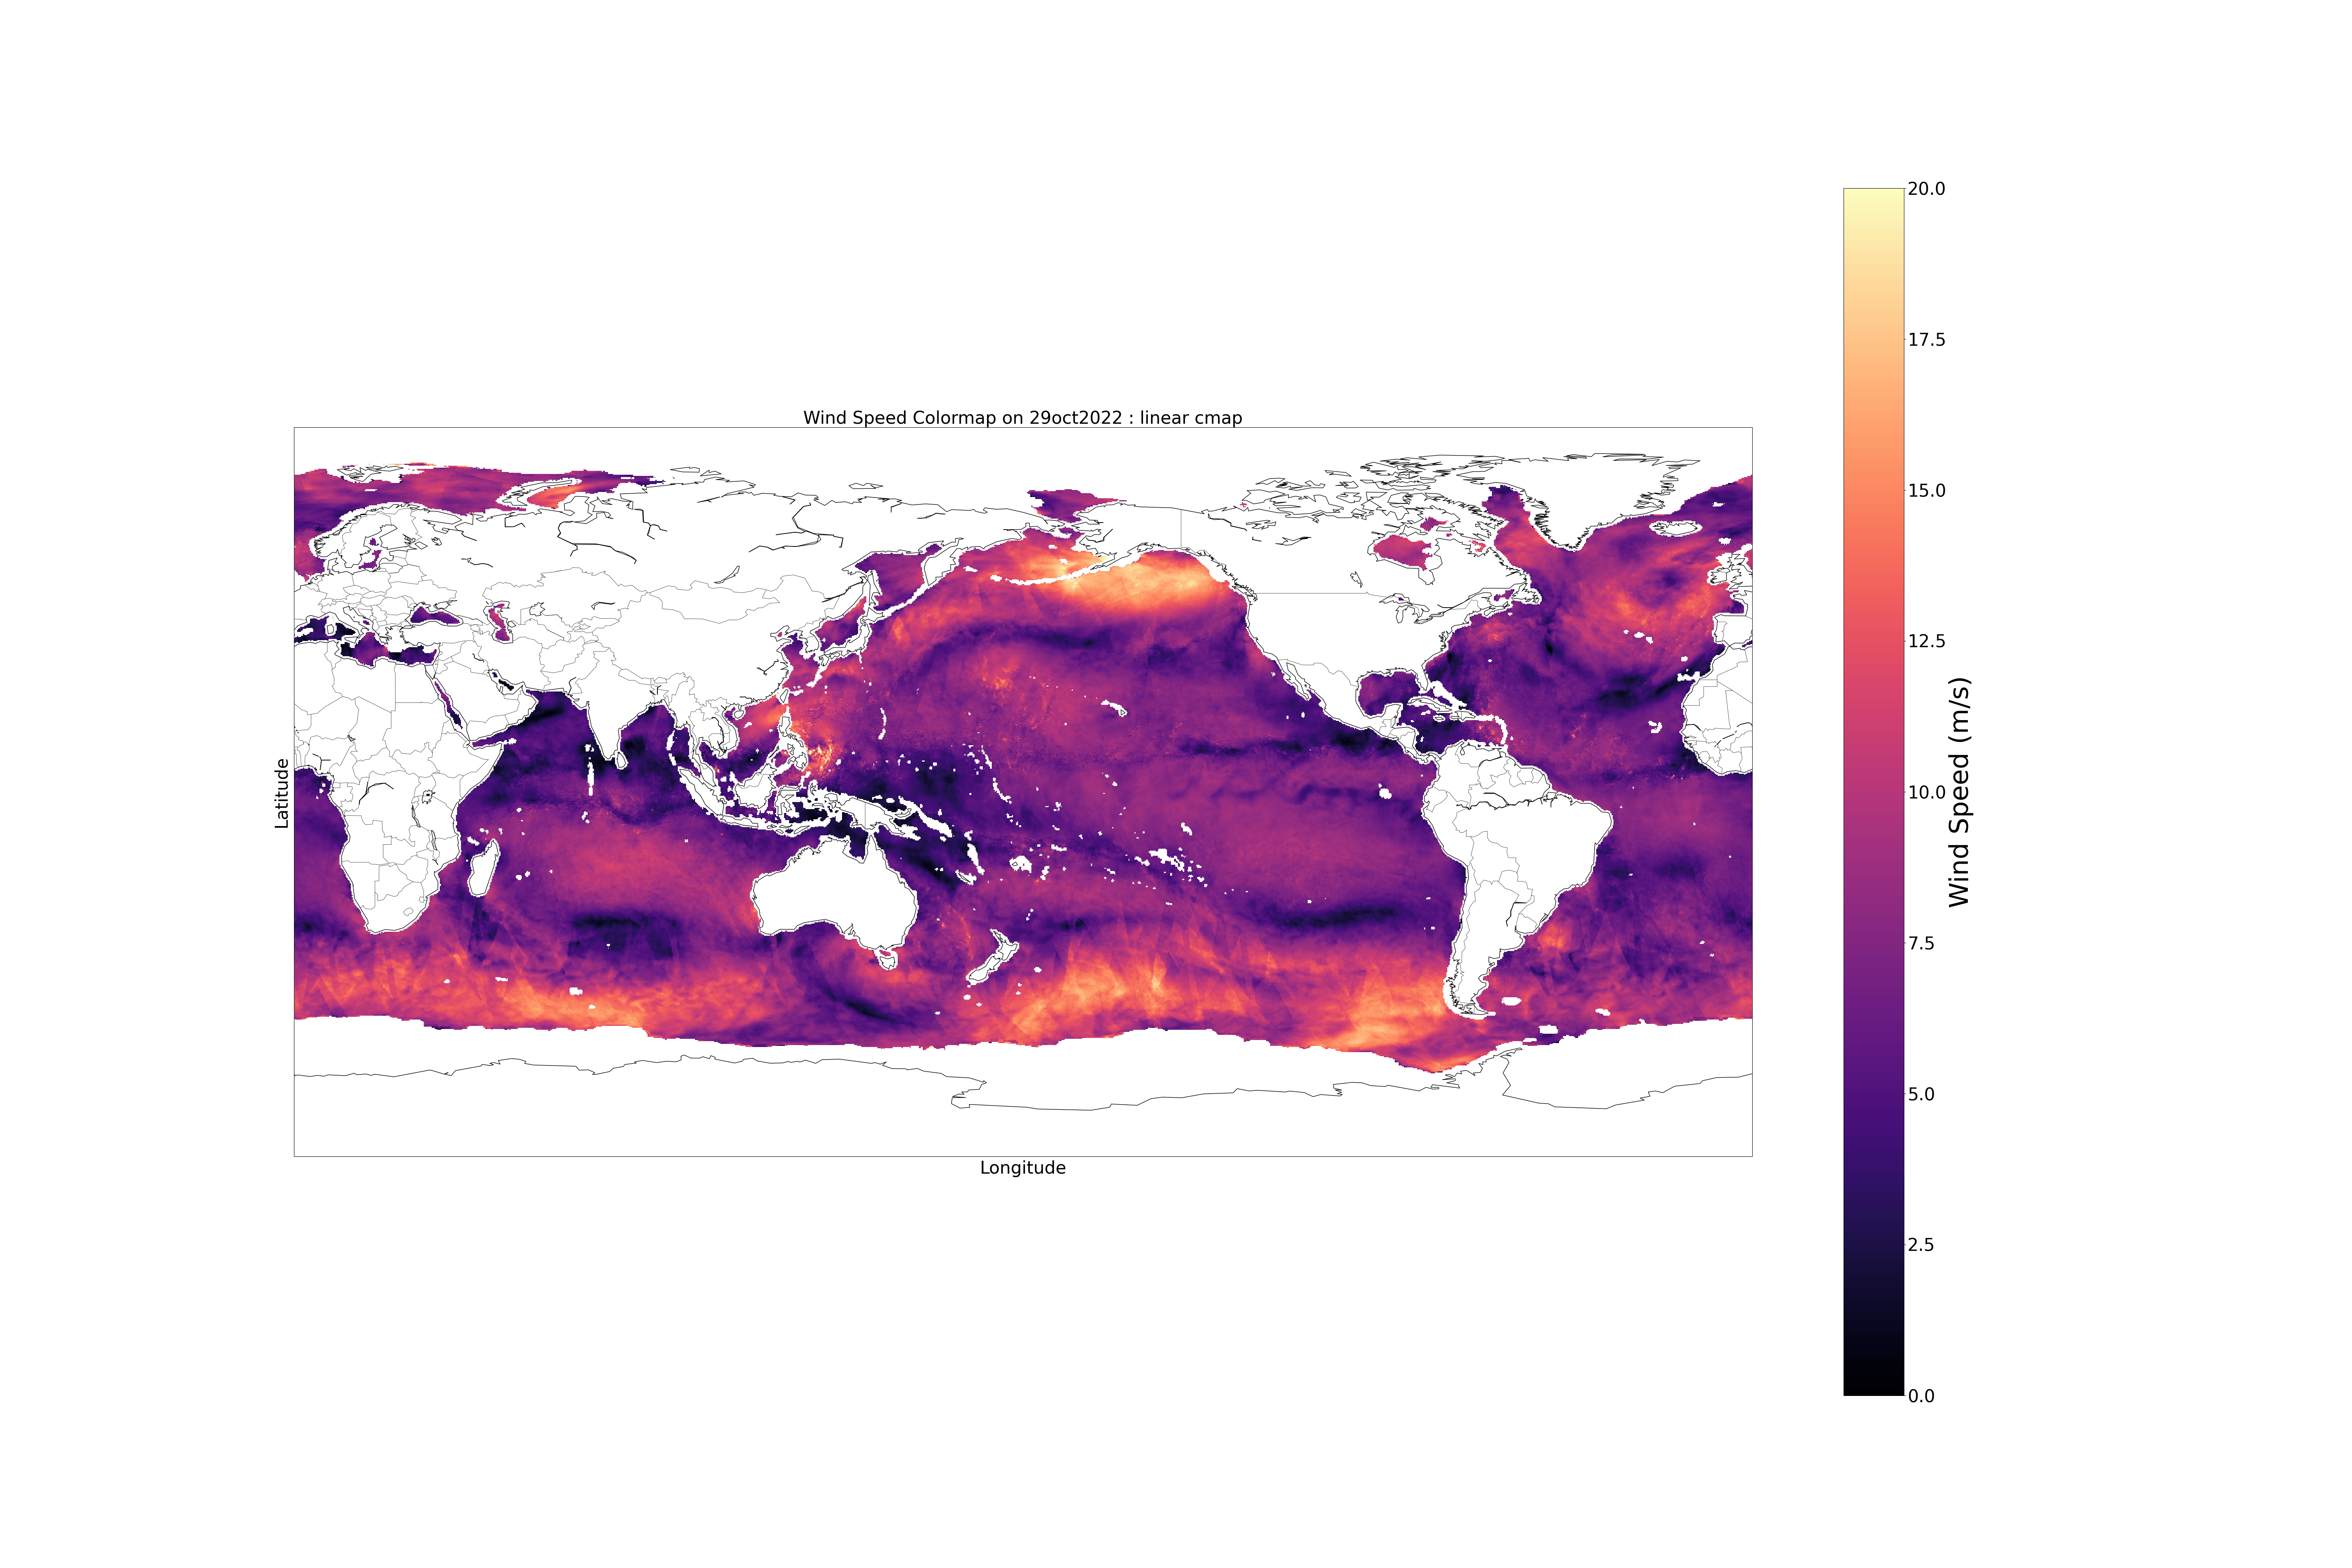 Wind Speed Colormap on 29oct2022 : linear cmap
Latitude
Longitude
20.0
17.5
15.0
12.5
10.0
7.5
5.0
2.5
0.0
Wind Speed (m/s)